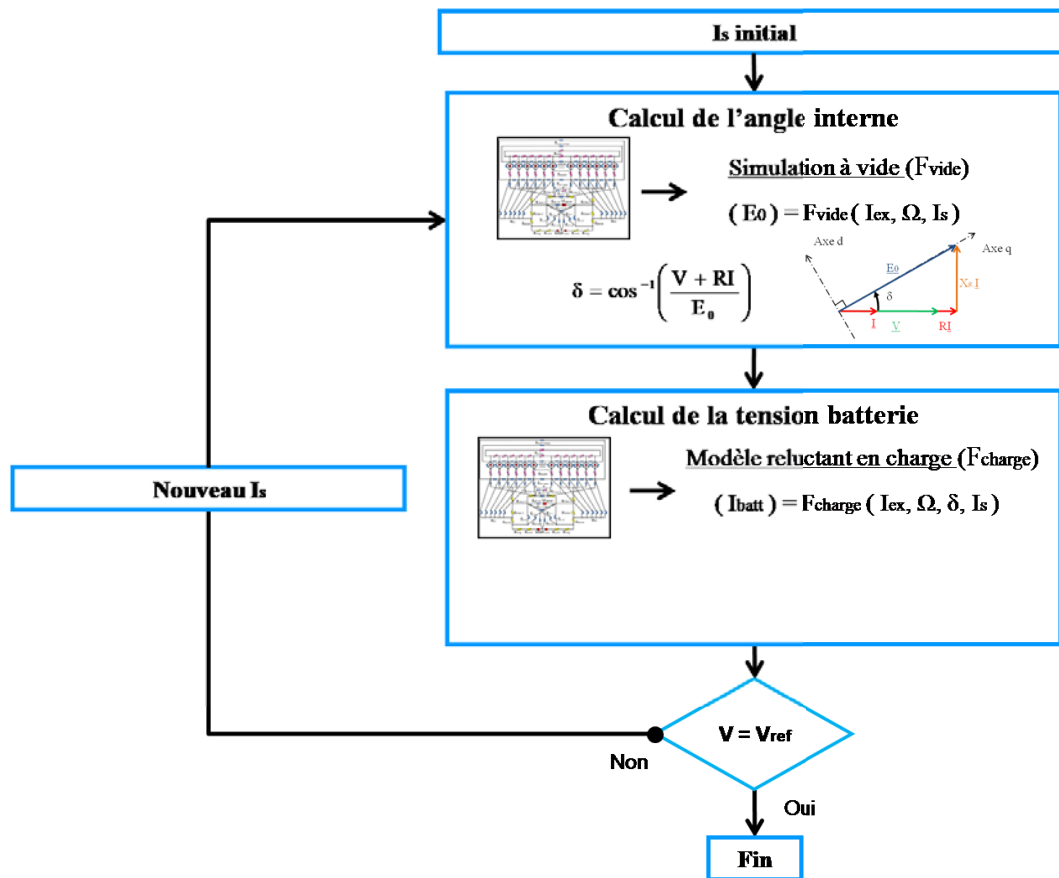 Is initial
Calcul de l'angle interne
Simulation à vide (Fvide)
( E0 ) = Fvide ( Iex, Ω, Is )
δ = cos⁻¹( (V + RI) / E0 )
Axe d
Axe q
E0
Xs I
δ
I
V
RI
Calcul de la tension batterie
Modèle reluctant en charge (Fcharge)
( Ibatt ) = Fcharge ( Iex, Ω, δ, Is )
Nouveau Is
V = Vref
Non
Oui
Fin